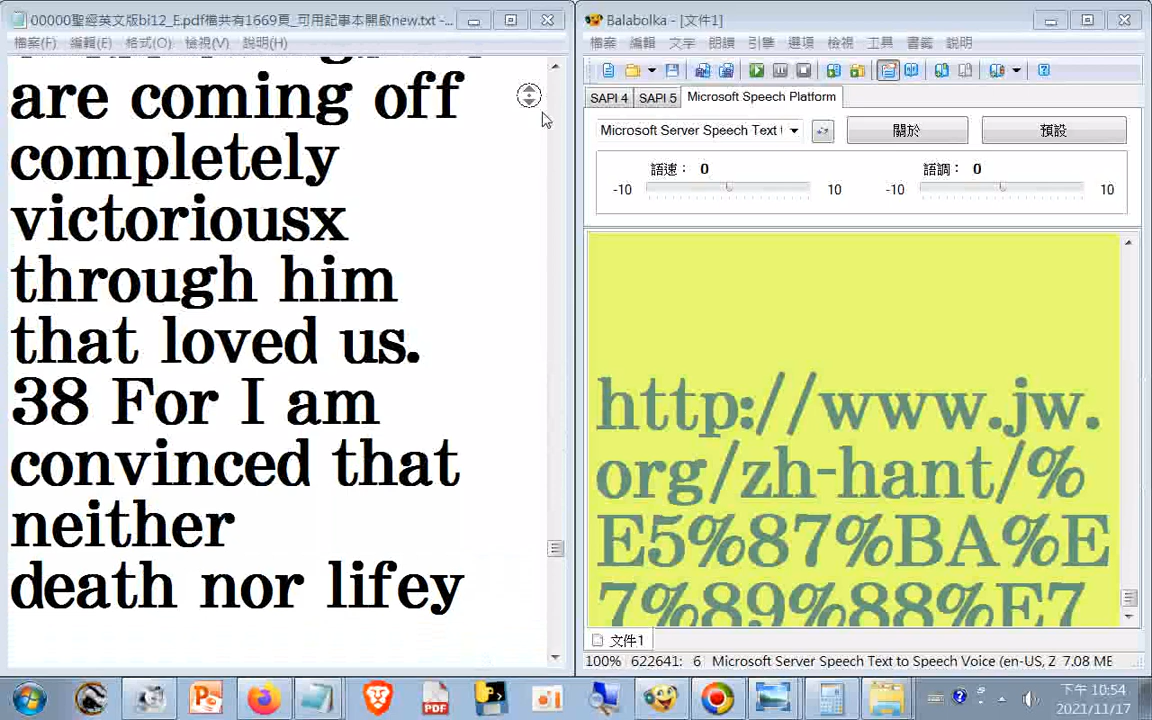 00000聖經英文版bi12_E.pdf檔共有1669頁_可用記事本開啟new.txt -...
檔案(F) 編輯(E) 格式(O) 檢視(V) 說明(H)
are coming off
completely
victoriousx
through him
that loved us.
38 For I am
convinced that
neither
death nor lifey
Balabolka - [文件1]
檔案 編輯 文字 朗讀 引擎 選項 檢視 工具 書籤 說明
SAPI 4 SAPI 5 Microsoft Speech Platform
Microsoft Server Speech Text 關於 預設
語速： 0 語調： 0
-10 10 -10 10
http://www.jw.
org/zh-hant/%
E5%87%BA%E
7%89%88%E7
文件1
100% 622641: 6 Microsoft Server Speech Text to Speech Voice (en-US, Z 7.08 ME
PDF
下午 10:54
2021/11/17